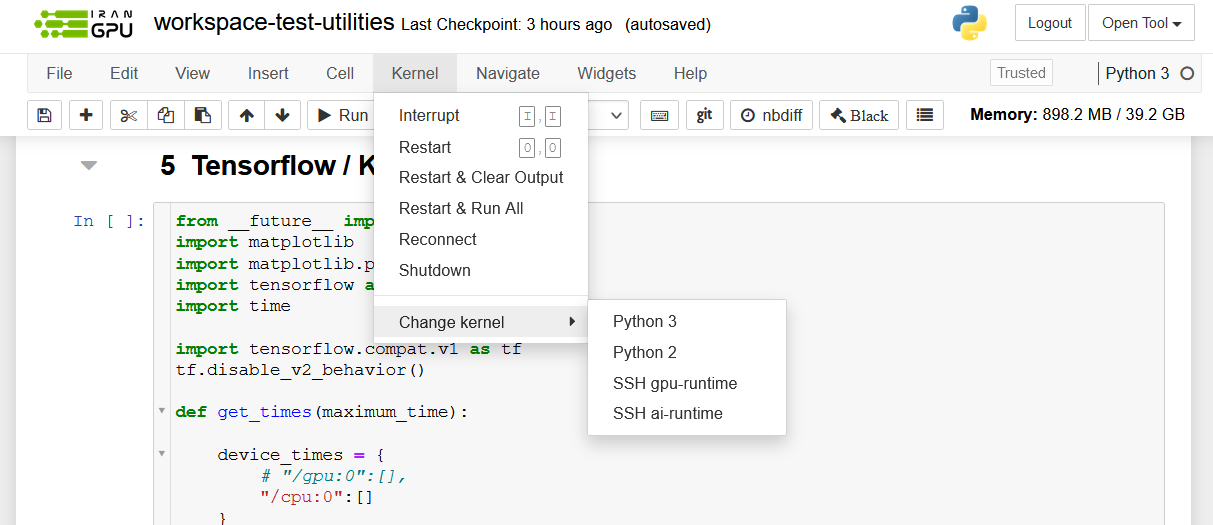 IRAN
GPU
workspace-test-utilities Last Checkpoint: 3 hours ago (autosaved)
Logout
Open Tool
File Edit View Insert Cell Kernel Navigate Widgets Help
Trusted
Python 3
Run
git
nbdiff
Black
Memory: 898.2 MB / 39.2 GB
Interrupt I,I
Restart 0,0
Restart & Clear Output
Restart & Run All
Reconnect
Shutdown
Change kernel
Python 3
Python 2
SSH gpu-runtime
SSH ai-runtime
5 Tensorflow / K
In [ ]:
from __future__ imp
import matplotlib
import matplotlib.p
import tensorflow a
import time
import tensorflow.compat.v1 as tf
tf.disable_v2_behavior()
def get_times(maximum_time):
device_times = {
# "/gpu:0":[],
"/cpu:0":[]
}